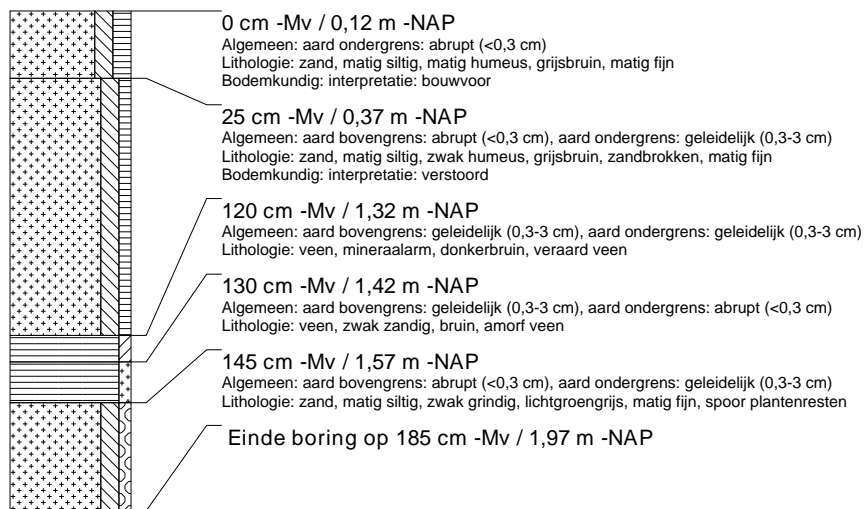 0 cm -Mv / 0,12 m -NAP
Algemeen: aard ondergrens: abrupt (<0,3 cm)
Lithologie: zand, matig siltig, matig humeus, grijsbruin, matig fijn
Bodemkundig: interpretatie: bouwvoor
25 cm -Mv / 0,37 m -NAP
Algemeen: aard bovengrens: abrupt (<0,3 cm), aard ondergrens: geleidelijk (0,3-3 cm)
Lithologie: zand, matig siltig, zwak humeus, grijsbruin, zandbrokken, matig fijn
Bodemkundig: interpretatie: verstoord
120 cm -Mv / 1,32 m -NAP
Algemeen: aard bovengrens: geleidelijk (0,3-3 cm), aard ondergrens: geleidelijk (0,3-3 cm)
Lithologie: veen, mineraalarm, donkerbruin, veraard veen
130 cm -Mv / 1,42 m -NAP
Algemeen: aard bovengrens: geleidelijk (0,3-3 cm), aard ondergrens: abrupt (<0,3 cm)
Lithologie: veen, zwak zandig, bruin, amorf veen
145 cm -Mv / 1,57 m -NAP
Algemeen: aard bovengrens: abrupt (<0,3 cm), aard ondergrens: geleidelijk (0,3-3 cm)
Lithologie: zand, matig siltig, zwak grindig, lichtgroengrijs, matig fijn, spoor plantenresten
Einde boring op 185 cm -Mv / 1,97 m -NAP